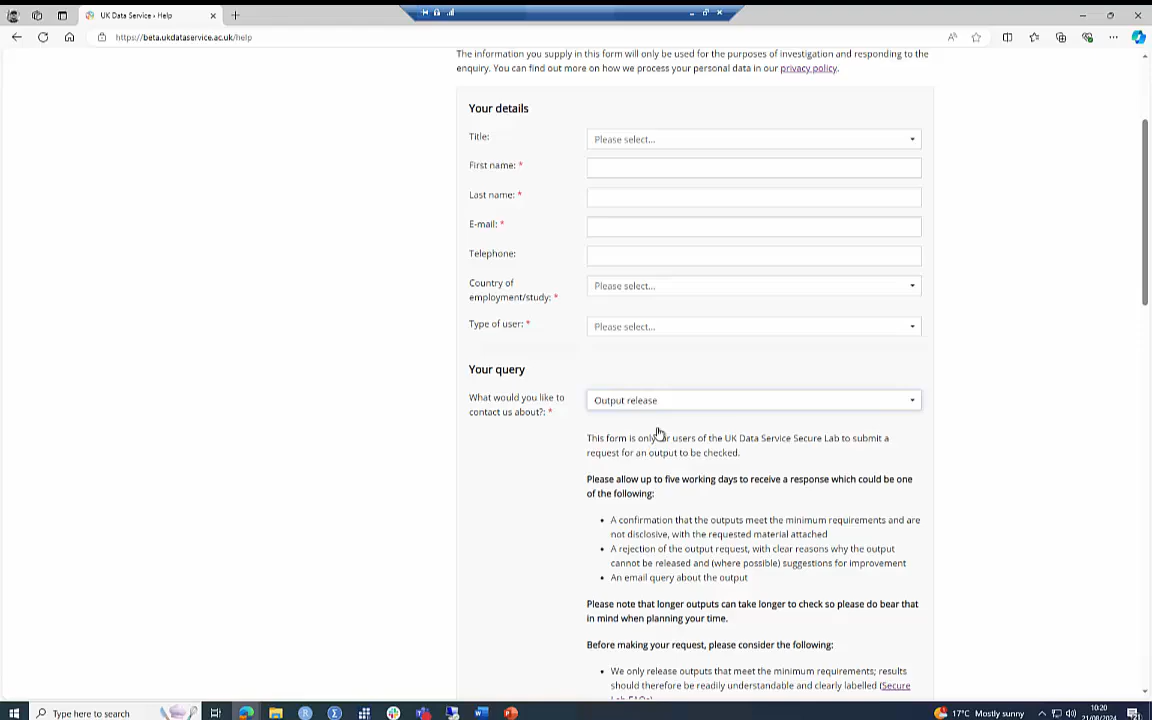 UK Data Service › Help
https://beta.ukdataservice.ac.uk/help
The information you supply in this form will only be used for the purposes of investigation and responding to the
enquiry. You can find out more on how we process your personal data in our privacy policy.
Your details
Title:
Please select...
First name: *
Last name: *
E-mail: *
Telephone:
Country of
employment/study: *
Please select...
Type of user: *
Please select...
Your query
What would you like to
contact us about?: *
Output release
This form is only for users of the UK Data Service Secure Lab to submit a
request for an output to be checked.
Please allow up to five working days to receive a response which could be one
of the following:
• A confirmation that the outputs meet the minimum requirements and are
not disclosive, with the requested material attached
• A rejection of the output request, with clear reasons why the output
cannot be released and (where possible) suggestions for improvement
• An email query about the output
Please note that longer outputs can take longer to check so please do bear that
in mind when planning your time.
Before making your request, please consider the following:
• We only release outputs that meet the minimum requirements; results
should therefore be readily understandable and clearly labelled (Secure
Lab FAQs)
Type here to search
17°C Mostly sunny
10:20
21/08/2024